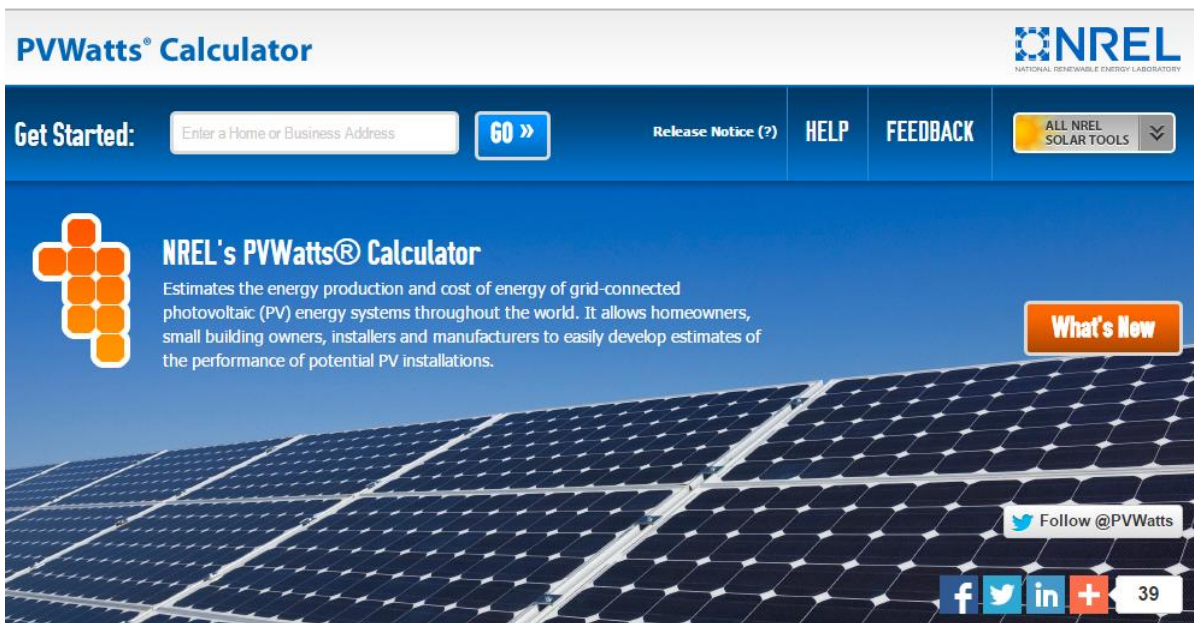 PVWatts® Calculator
NREL
NATIONAL RENEWABLE ENERGY LABORATORY
Get Started:
Enter a Home or Business Address
GO »
Release Notice (?)
HELP
FEEDBACK
ALL NREL
SOLAR TOOLS
NREL's PVWatts® Calculator
Estimates the energy production and cost of energy of grid-connected
photovoltaic (PV) energy systems throughout the world. It allows homeowners,
small building owners, installers and manufacturers to easily develop estimates of
the performance of potential PV installations.
What's New
Follow @PVWatts
f
in
+
39